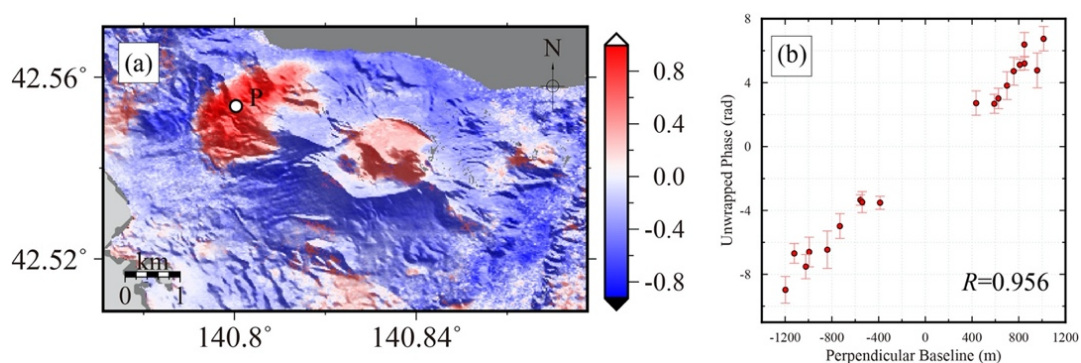 (a)
N
42.56°
P
0.8
0.4
0.0
-0.4
-0.8
42.52°
km
0 1
140.8° 140.84°
(b)
8
4
0
-4
-8
Unwrapped Phase (rad)
R=0.956
-1200 -800 -400 0 400 800 1200
Perpendicular Baseline (m)